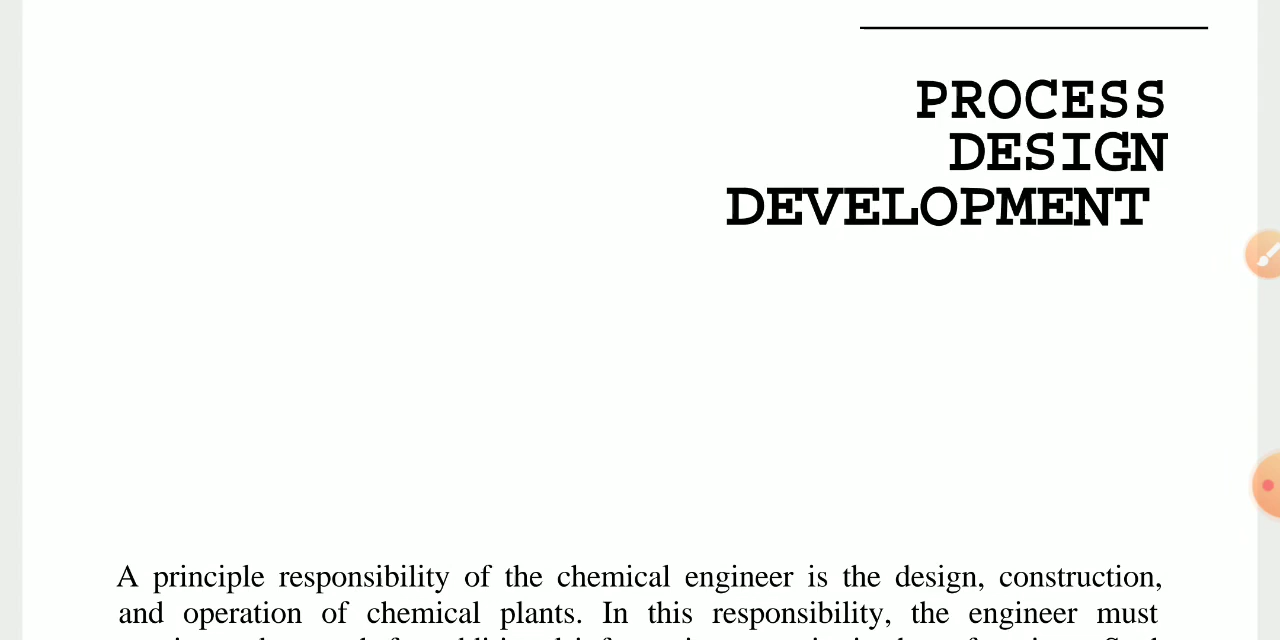 PROCESS
DESIGN
DEVELOPMENT
A principle responsibility of the chemical engineer is the design, construction,
and operation of chemical plants. In this responsibility, the engineer must